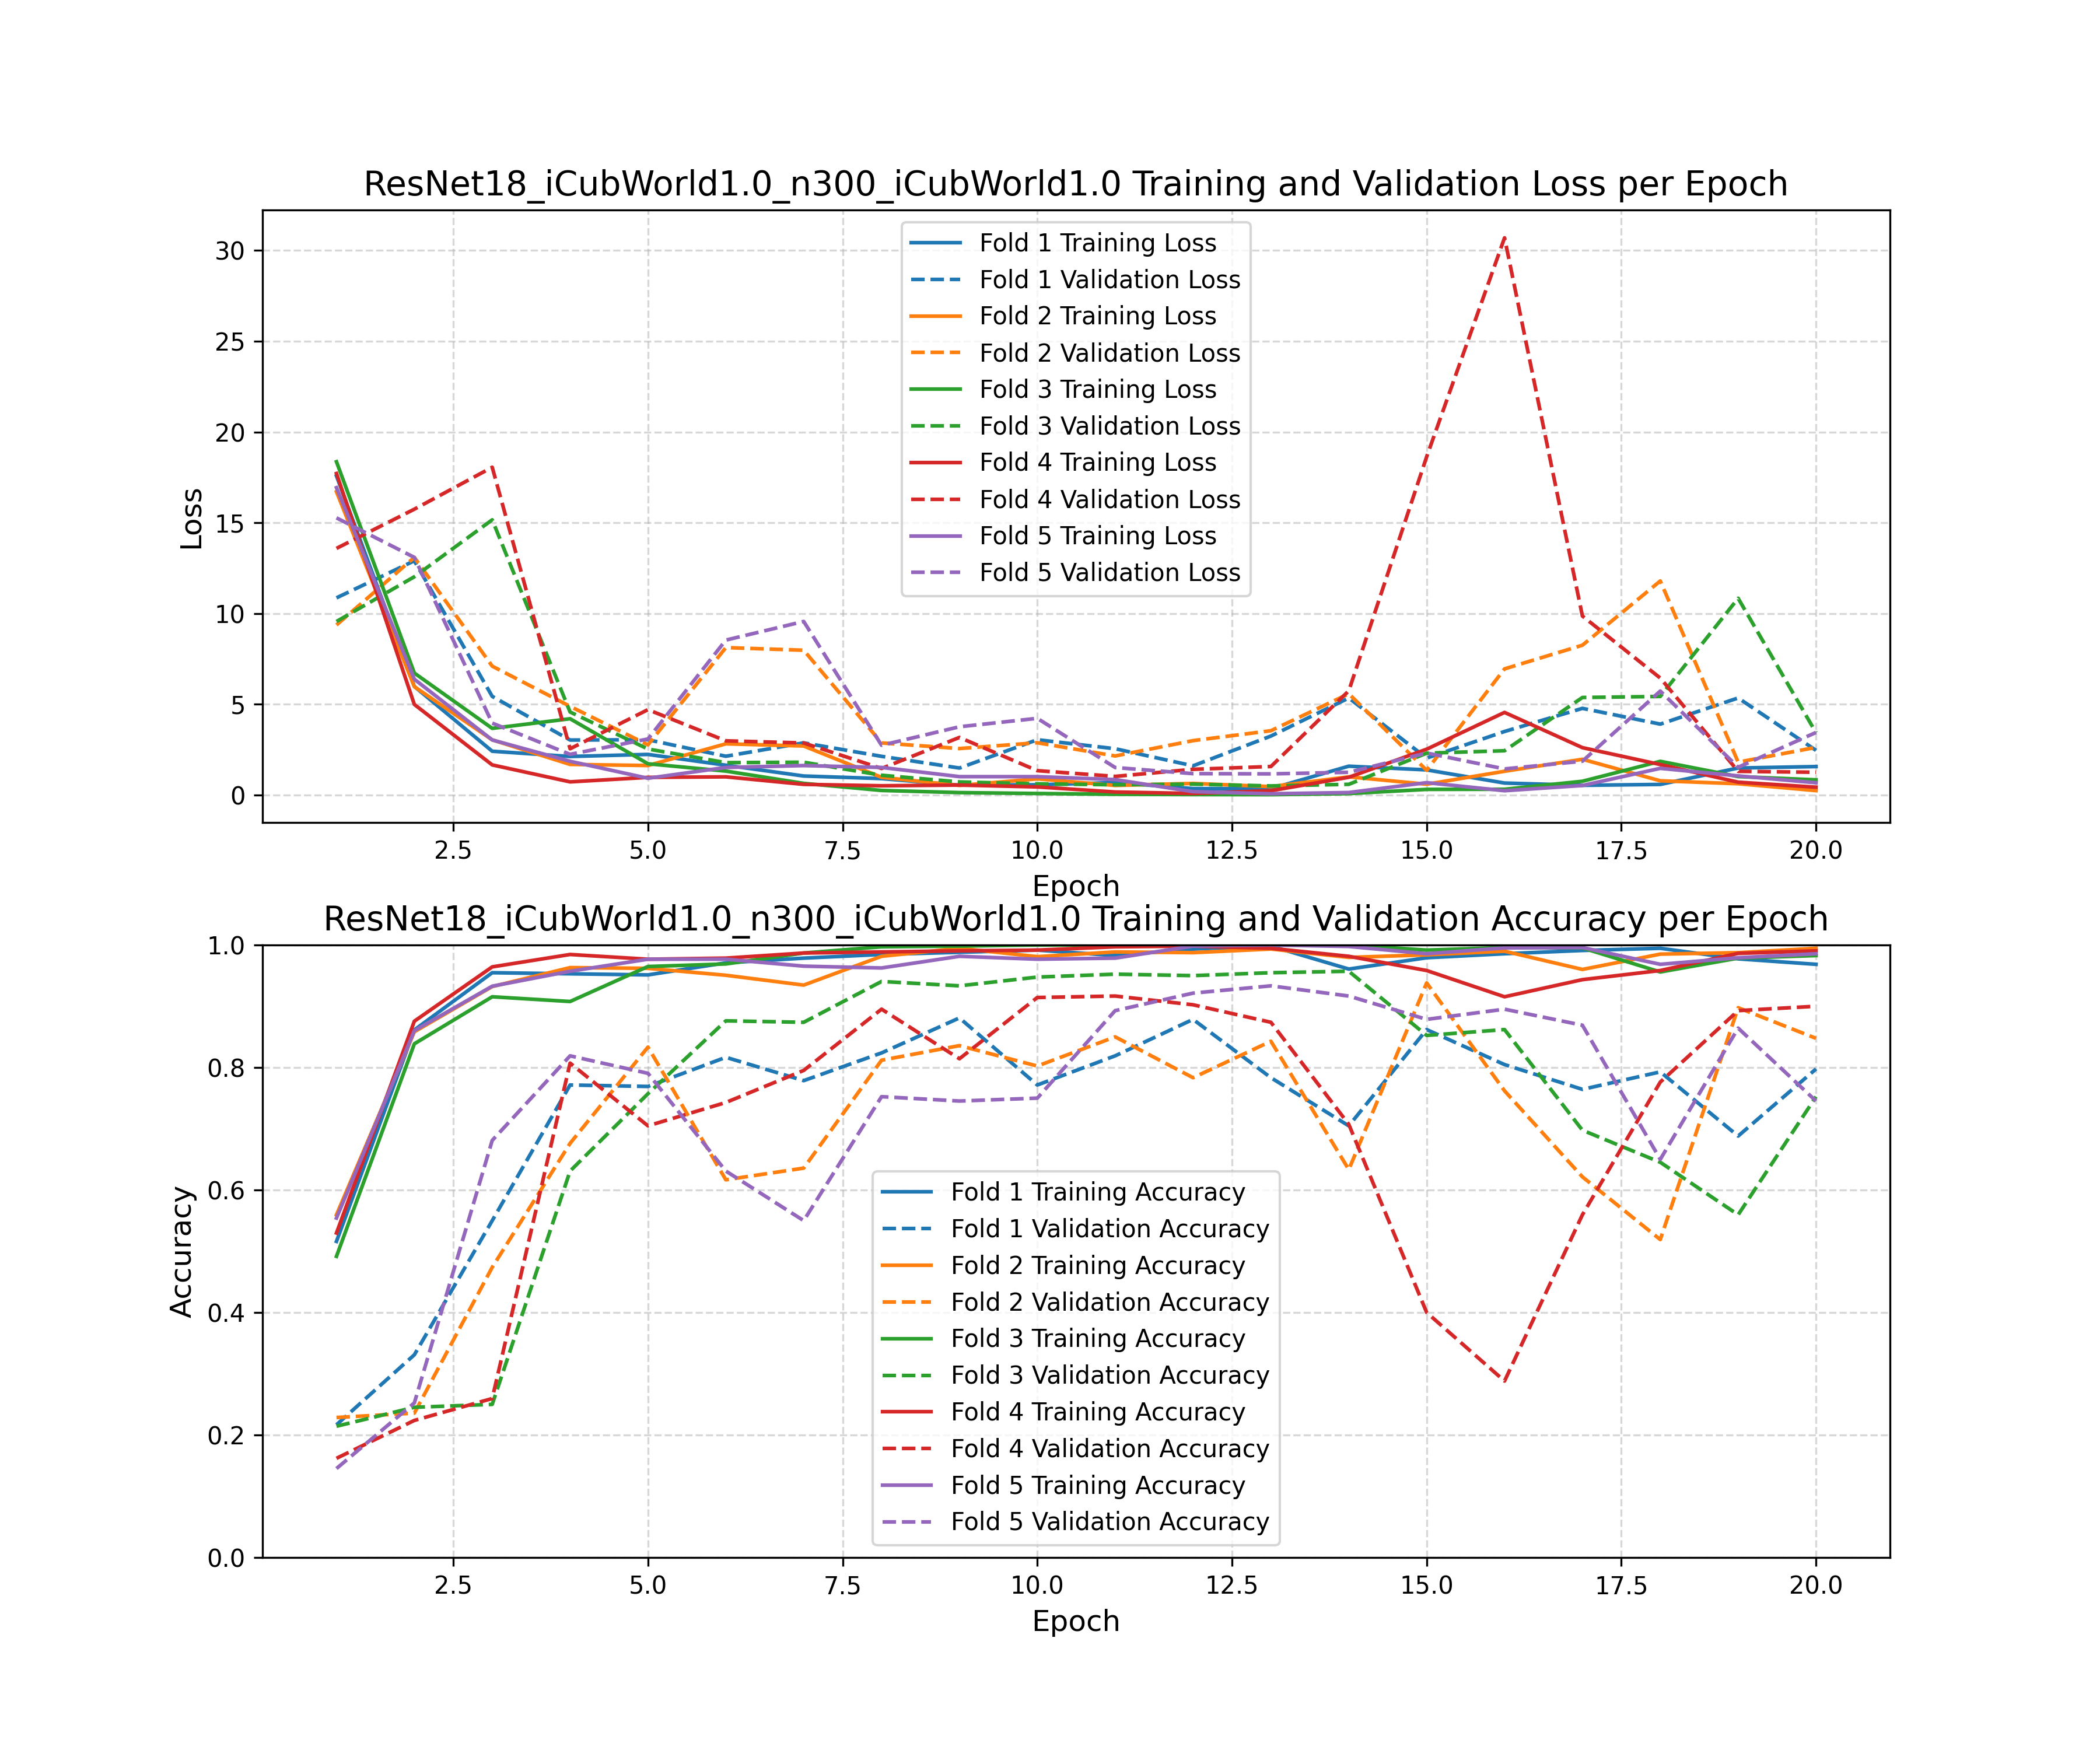 ResNet18_iCubWorld1.0_n300_iCubWorld1.0 Training and Validation Loss per Epoch
30
25
20
15
10
5
0
Loss
Fold 1 Training Loss
Fold 1 Validation Loss
Fold 2 Training Loss
Fold 2 Validation Loss
Fold 3 Training Loss
Fold 3 Validation Loss
Fold 4 Training Loss
Fold 4 Validation Loss
Fold 5 Training Loss
Fold 5 Validation Loss
2.5 5.0 7.5 10.0 12.5 15.0 17.5 20.0
Epoch
ResNet18_iCubWorld1.0_n300_iCubWorld1.0 Training and Validation Accuracy per Epoch
1.0
0.8
0.6
0.4
0.2
0.0
Accuracy
Fold 1 Training Accuracy
Fold 1 Validation Accuracy
Fold 2 Training Accuracy
Fold 2 Validation Accuracy
Fold 3 Training Accuracy
Fold 3 Validation Accuracy
Fold 4 Training Accuracy
Fold 4 Validation Accuracy
Fold 5 Training Accuracy
Fold 5 Validation Accuracy
2.5 5.0 7.5 10.0 12.5 15.0 17.5 20.0
Epoch